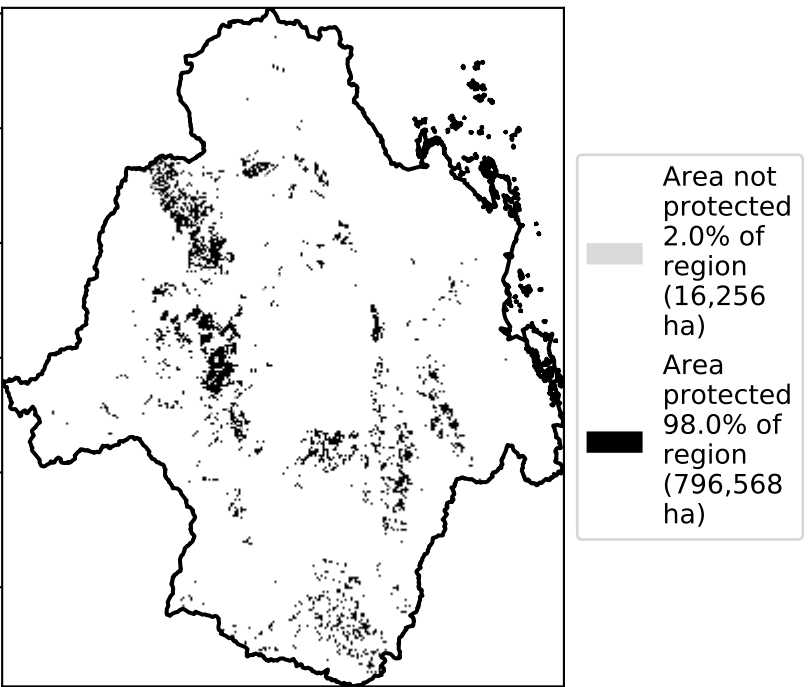 Area not
protected
2.0% of
region
(16,256
ha)
Area
protected
98.0% of
region
(796,568
ha)